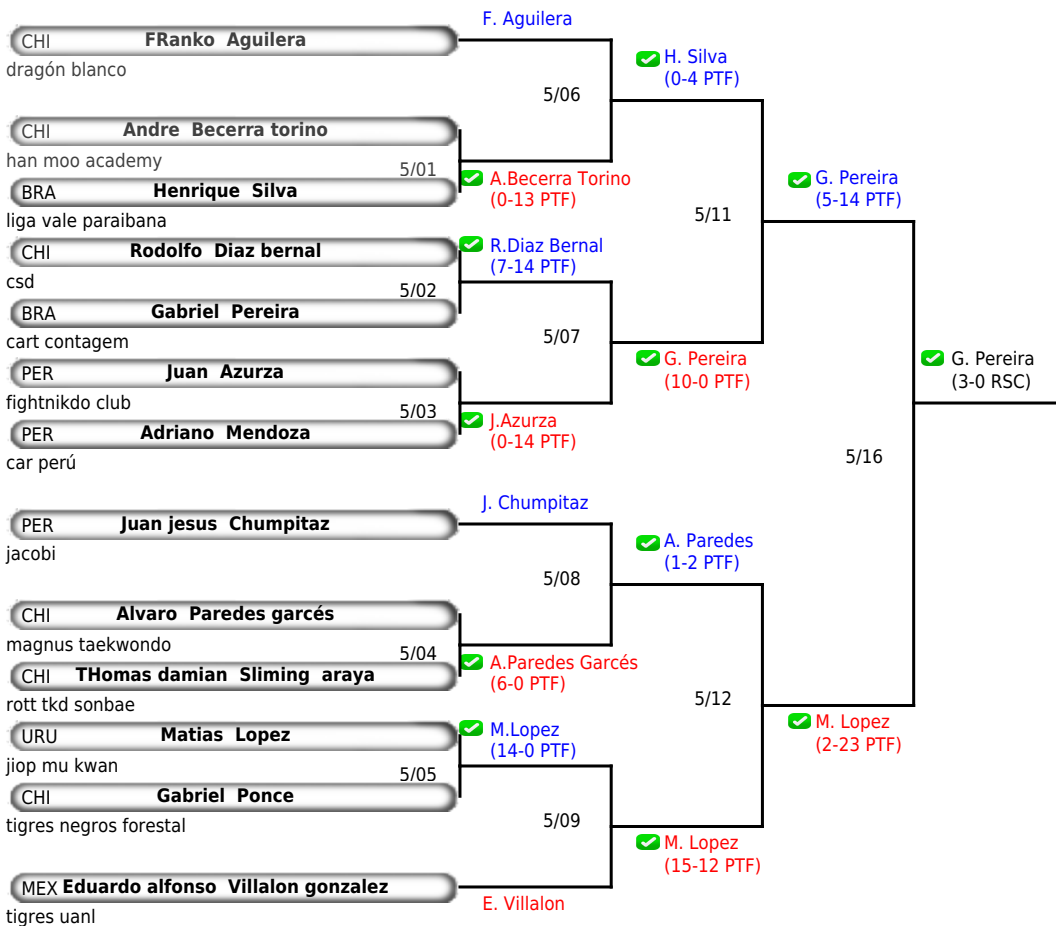 F. Aguilera
CHI FRanko Aguilera
dragón blanco
H. Silva
(0-4 PTF)
5/06
CHI Andre Becerra torino
han moo academy
5/01
A.Becerra Torino
(0-13 PTF)
BRA Henrique Silva
liga vale paraibana
G. Pereira
(5-14 PTF)
5/11
CHI Rodolfo Diaz bernal
csd
R.Diaz Bernal
(7-14 PTF)
5/02
BRA Gabriel Pereira
cart contagem
5/07
G. Pereira
(10-0 PTF)
G. Pereira
(3-0 RSC)
PER Juan Azurza
fightnikdo club
5/03
J.Azurza
(0-14 PTF)
PER Adriano Mendoza
car perú
5/16
J. Chumpitaz
PER Juan jesus Chumpitaz
jacobi
A. Paredes
(1-2 PTF)
5/08
CHI Alvaro Paredes garcés
magnus taekwondo
5/04
A.Paredes Garcés
(6-0 PTF)
CHI THomas damian Sliming araya
rott tkd sonbae
5/12
M. Lopez
(2-23 PTF)
URU Matias Lopez
jiop mu kwan
M.Lopez
(14-0 PTF)
5/05
CHI Gabriel Ponce
tigres negros forestal
5/09
M. Lopez
(15-12 PTF)
MEX Eduardo alfonso Villalon gonzalez
tigres uanl
E. Villalon